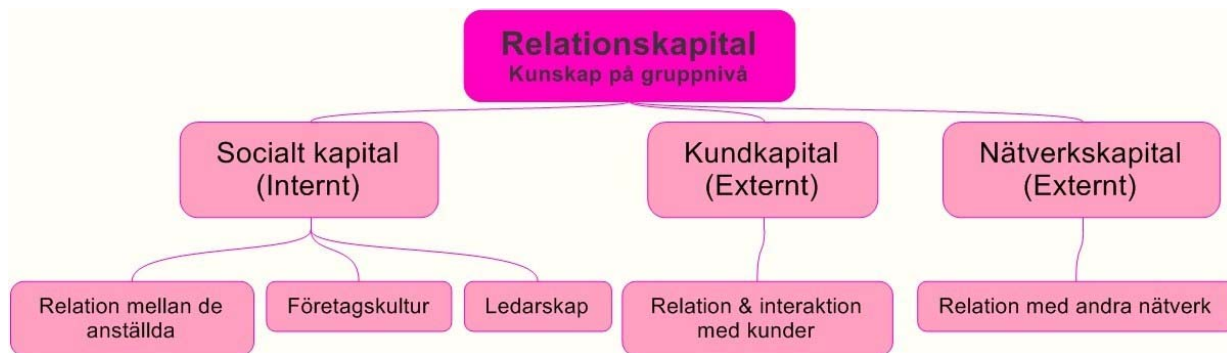 Relationskapital
Kunskap på gruppnivå
Socialt kapital
(Internt)
Kundkapital
(Externt)
Nätverkskapital
(Externt)
Relation mellan de
anställda
Företagskultur
Ledarskap
Relation & interaktion
med kunder
Relation med andra nätverk